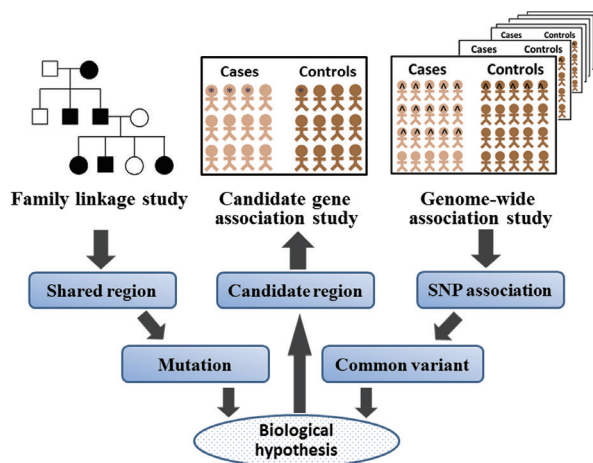 Cases Controls
Cases Controls
Cases Controls
Cases Controls
Family linkage study
Candidate gene
association study
Genome-wide
association study
Shared region
Candidate region
SNP association
Mutation
Common variant
Biological
hypothesis